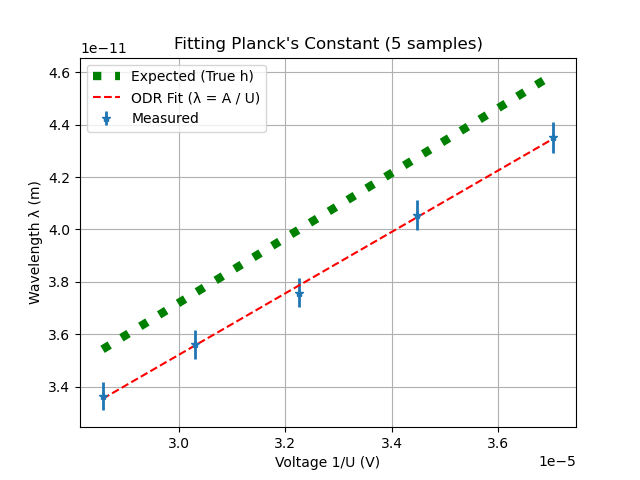 Fitting Planck's Constant (5 samples)
1e−11
Expected (True h)
ODR Fit (λ = A / U)
Measured
4.6
4.4
4.2
4.0
3.8
3.6
3.4
Wavelength λ (m)
3.0 3.2 3.4 3.6
1e−5
Voltage 1/U (V)